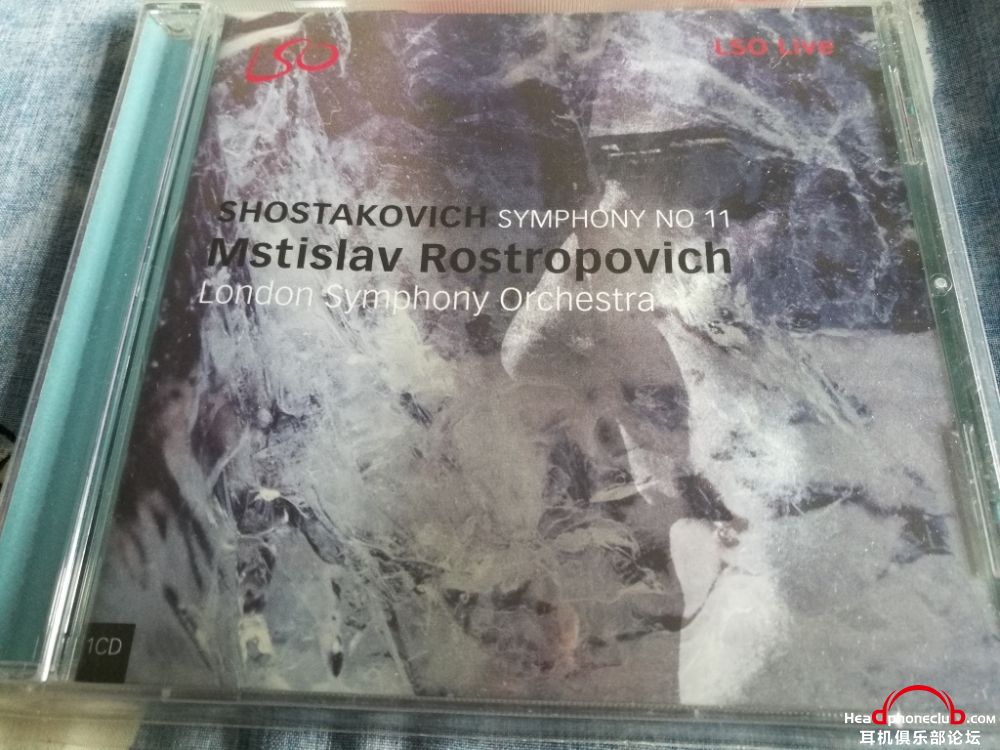 LSO
LSO Live
SHOSTAKOVICH SYMPHONY NO 11
Mstislav Rostropovich
London Symphony Orchestra
1CD
Headphoneclub.com
耳机俱乐部论坛